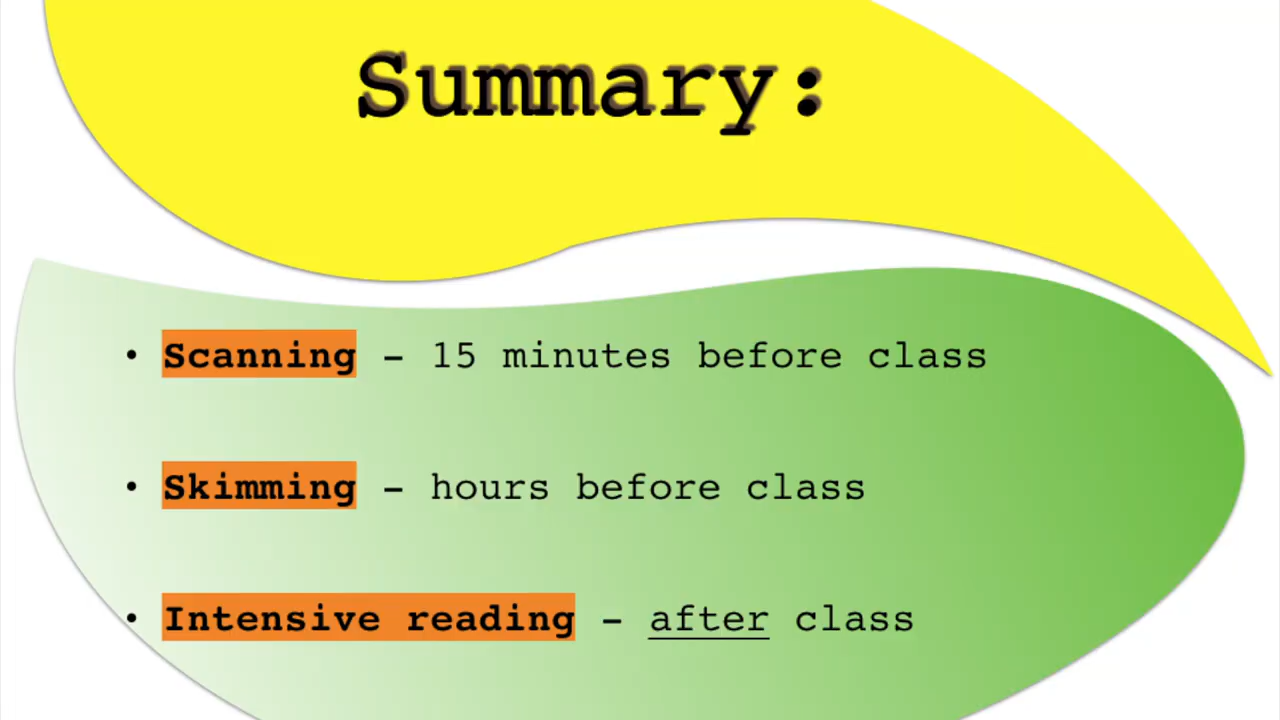 Summary:
• Scanning – 15 minutes before class
• Skimming – hours before class
• Intensive reading – after class